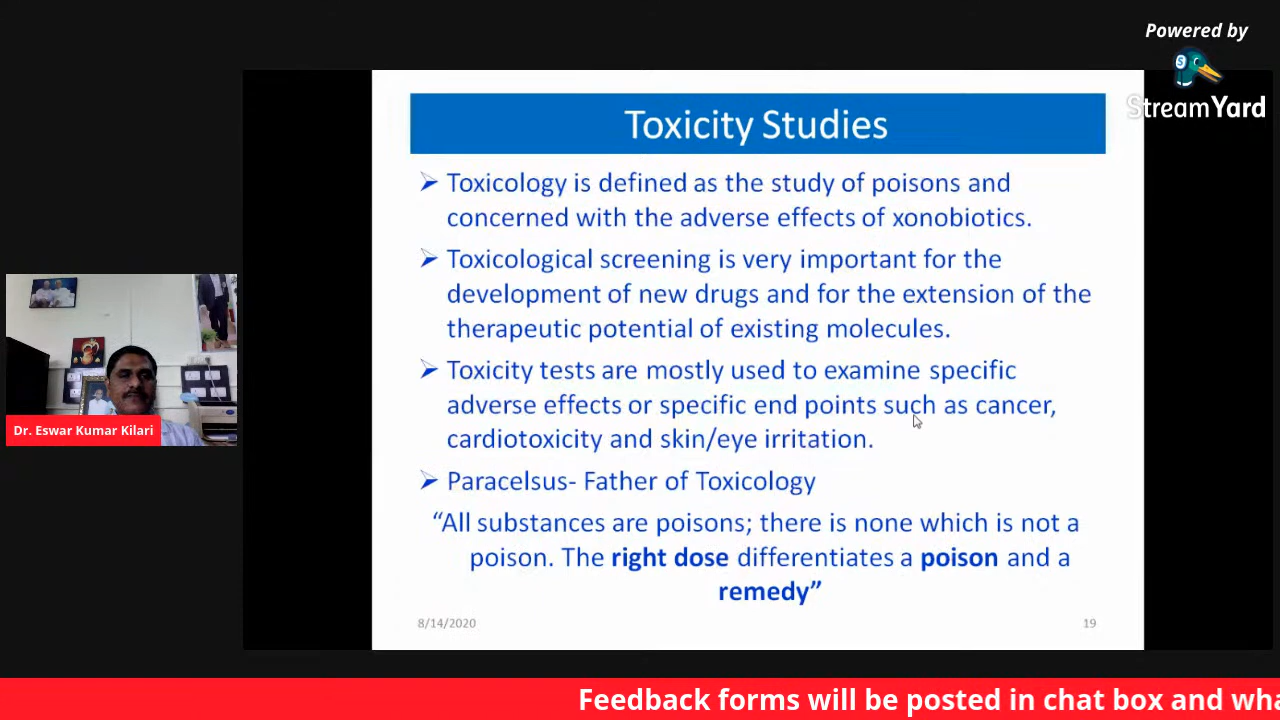 Powered by
StreamYard
Toxicity Studies
➢ Toxicology is defined as the study of poisons and
concerned with the adverse effects of xonobiotics.
➢ Toxicological screening is very important for the
development of new drugs and for the extension of the
therapeutic potential of existing molecules.
➢ Toxicity tests are mostly used to examine specific
adverse effects or specific end points such as cancer,
cardiotoxicity and skin/eye irritation.
➢ Paracelsus- Father of Toxicology
“All substances are poisons; there is none which is not a
poison. The right dose differentiates a poison and a
remedy”
8/14/2020
19
Dr. Eswar Kumar Kilari
Feedback forms will be posted in chat box and wha